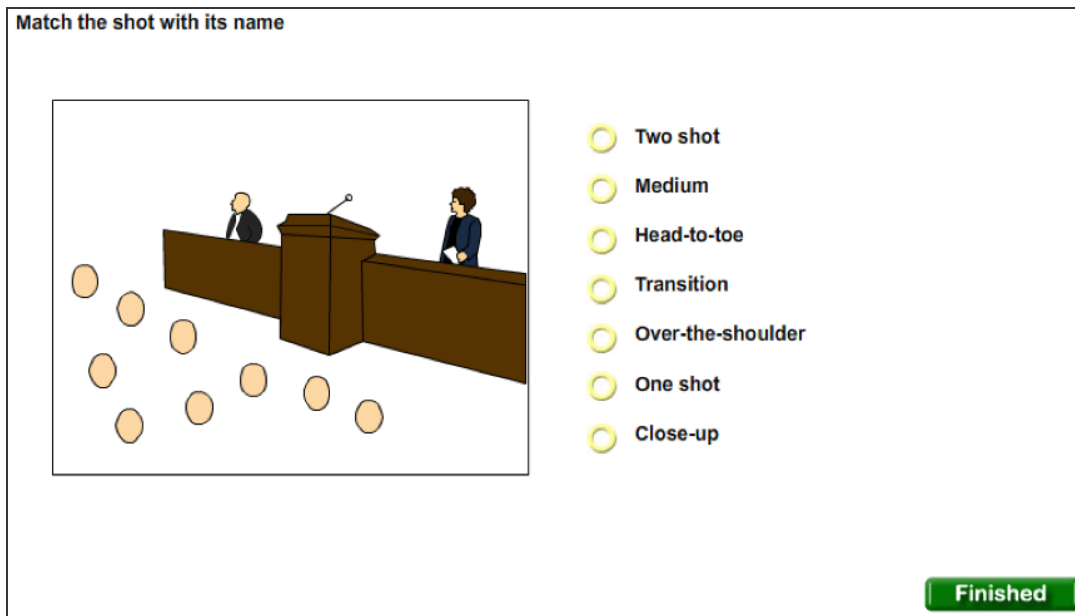 Match the shot with its name
Two shot
Medium
Head-to-toe
Transition
Over-the-shoulder
One shot
Close-up
Finished